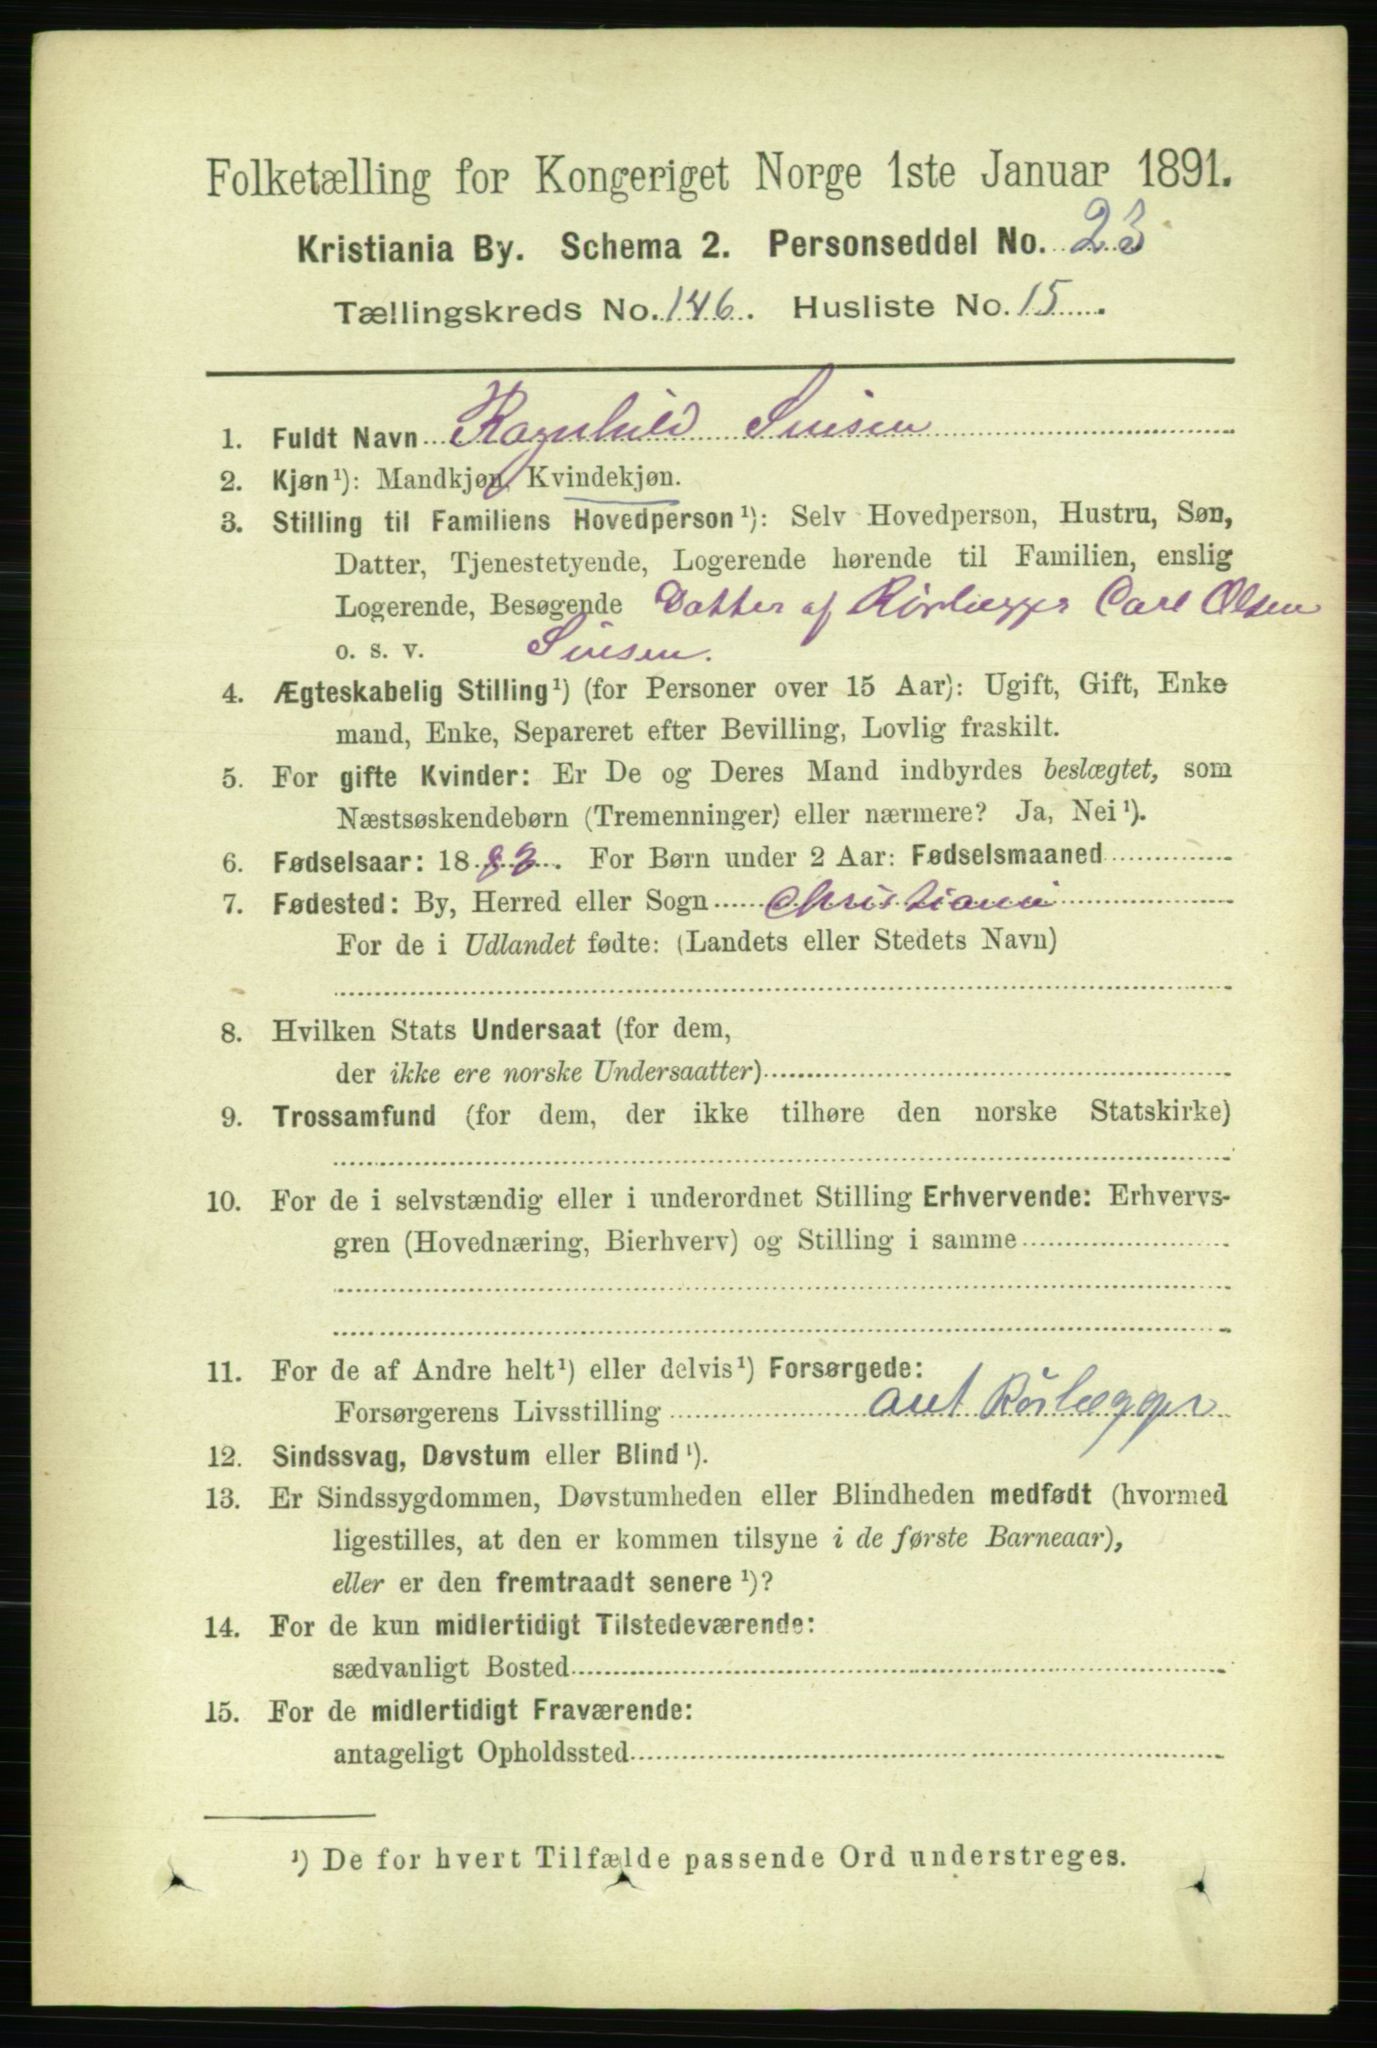 Folketælling for Kongeriget Norge 1ste Januar 1891.
Kristiania By. Schema 2. Personseddel No. 23
Tællingskreds No. 146. Husliste No. 15.
1. Fuldt Navn Ragnhild Sinsen
2. Kjøn¹): Mandkjøn, Kvindekjøn.
3. Stilling til Familiens Hovedperson¹): Selv Hovedperson, Hustru, Søn,
Datter, Tjenestetyende, Logerende hørende til Familien, enslig
Logerende, Besøgende Datter af Rørlægger Carl Olsen
o. s. v. Sinsen.
4. Ægteskabelig Stilling¹) (for Personer over 15 Aar): Ugift, Gift, Enke
mand, Enke, Separeret efter Bevilling, Lovlig fraskilt.
5. For gifte Kvinder: Er De og Deres Mand indbyrdes beslægtet, som
Næstsøskendebørn (Tremenninger) eller nærmere? Ja, Nei¹).
6. Fødselsaar: 18 . For Børn under 2 Aar: Fødselsmaaned
7. Fødested: By, Herred eller Sogn Christiania
For de i Udlandet fødte: (Landets eller Stedets Navn)
8. Hvilken Stats Undersaat (for dem,
der ikke ere norske Undersaatter)
9. Trossamfund (for dem, der ikke tilhøre den norske Statskirke)
10. For de i selvstændig eller i underordnet Stilling Erhvervende: Erhvervs-
gren (Hovednæring, Bierhverv) og Stilling i samme
11. For de af Andre helt¹) eller delvis¹) Forsørgede:
Forsørgerens Livsstilling aut Rörlægger
12. Sindssvag, Døvstum eller Blind¹).
13. Er Sindssygdommen, Døvstumheden eller Blindheden medfødt (hvormed
ligestilles, at den er kommen tilsyne i de første Barneaar),
eller er den fremtraadt senere¹)?
14. For de kun midlertidigt Tilstedeværende:
sædvanligt Bosted
15. For de midlertidigt Fraværende:
antageligt Opholdssted
¹) De for hvert Tilfælde passende Ord understreges.